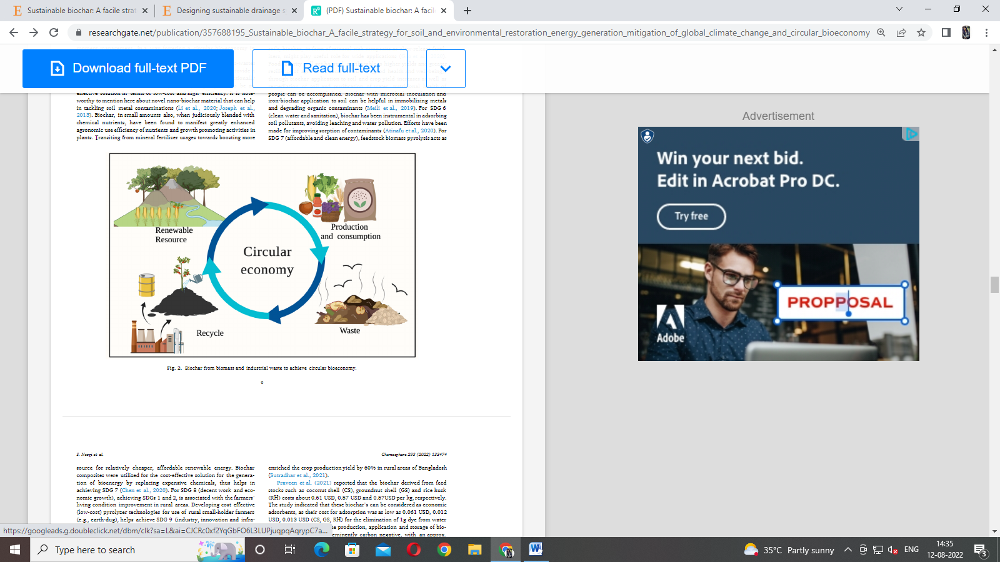 Sustainable biochar: A facile strat
Designing sustainable drainage s
(PDF) Sustainable biochar: A facil
researchgate.net/publication/357688195_Sustainable_biochar_A_facile_strategy_for_soil_and_environmental_restoration_energy_generation_mitigation_of_global_climate_change_and_circular_bioeconomy
Download full-text PDF
Read full-text
effective solution in terms of low-cost and high efficiency. It is note-
worthy to mention here about novel nano-biochar material that can help
in tackling soil metal contaminations (Li et al., 2020; Joseph et al.,
2013). Biochar, in small amounts also, when judiciously blended with
chemical nutrients, have been found to manifest greatly enhanced
agronomic use efficiency of nutrients and growth promoting activities in
plants. Transiting from mineral fertilizer usages towards boosting more
people can be accomplished. Biochar with microbial inoculation and
iron-biochar application to soil can be helpful in immobilizing metals
and degrading organic contaminants (Meili et al., 2019). For SDG 6
(clean water and sanitation), biochar has been instrumental in adsorbing
soil pollutants, avoiding leaching and water pollution. Efforts have been
made for improving sorption of contaminants (Atinafu et al., 2020). For
SDG 7 (affordable and clean energy), feedstock biomass pyrolysis acts as
Renewable
Resource
Production
and consumption
Circular
economy
Recycle
Waste
Fig. 2. Biochar from biomass and industrial waste to achieve circular bioeconomy.
9
S. Neogi et al.
Chemosphere 293 (2022) 133474
source for relatively cheaper, affordable renewable energy. Biochar
composites were utilized for the cost-effective solution for the genera-
tion of bioenergy by replacing expensive chemicals, thus helps in
achieving SDG 7 (Chen et al., 2020). For SDG 8 (decent work and eco-
nomic growth), achieving SDGs 1 and 2, is associated with the farmers'
living condition improvement in rural areas. Developing cost effective
(low-cost) pyrolyzer technologies for use of rural small-holder farmers
(e.g., earth-dug), helps achieve SDG 9 (industry, innovation and infra-
enriched the crop production yield by 60% in rural areas of Bangladesh
(Sutradhar et al., 2021).
Praveen et al. (2021) reported that the biochar derived from feed
stocks such as coconut shell (CS), groundnut shell (GS) and rice husk
(RH) costs about 0.61 USD, 0.57 USD and 0.57USD per kg, respectively.
The study indicated that these biochar's can be considered as economic
adsorbents, as their cost for adsorption was as low as 0.061 USD, 0.012
USD, 0.013 USD (CS, GS, RH) for the elimination of 1g dye from water
production, application and storage of bio-
eminently carbon negative, with an approx.
Advertisement
Win your next bid.
Edit in Acrobat Pro DC.
Try free
PROPPOSAL
Adobe
https://googleads.g.doubleclick.net/dbm/clk?sa=L&ai=CJCRc0xf2YqGbFO6L3LUPjuqpqAqrypC7a...
Type here to search
35°C Partly sunny
ENG
14:35
12-08-2022
3